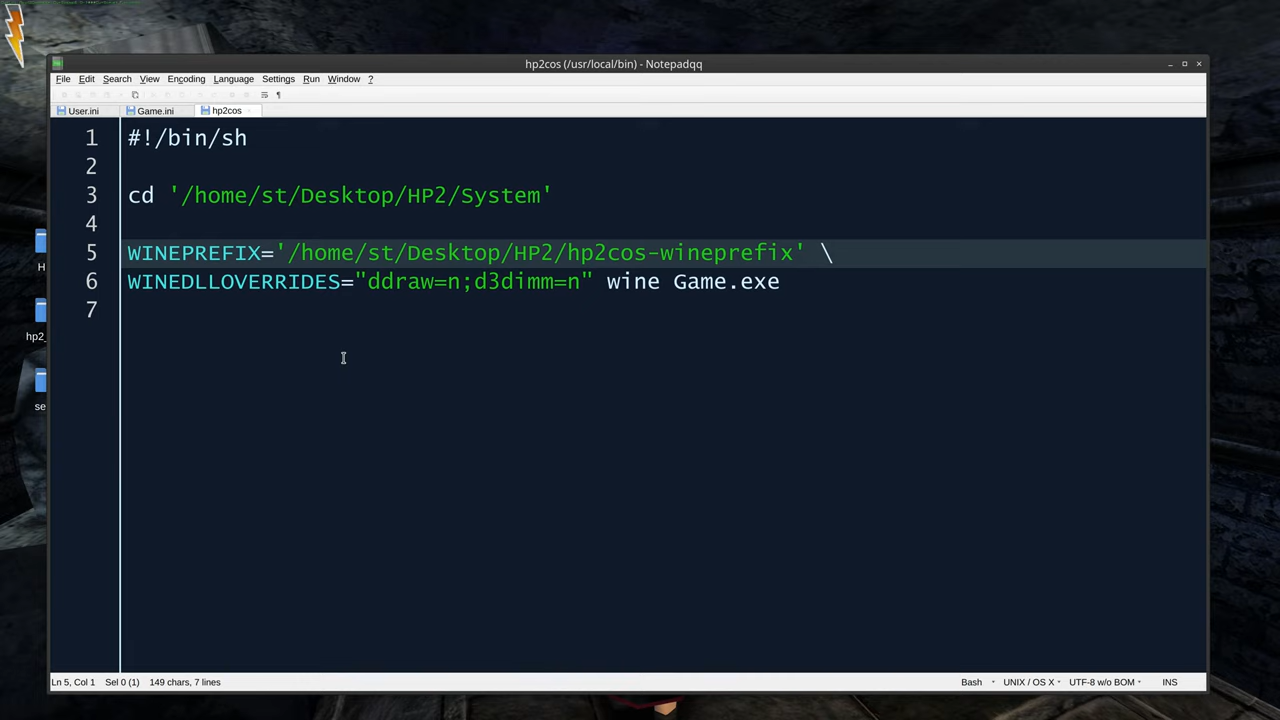 hp2cos (/usr/local/bin) - Notepadqq
File Edit Search View Encoding Language Settings Run Window ?
User.ini Game.ini hp2cos
1 #!/bin/sh
2
3 cd '/home/st/Desktop/HP2/System'
4
5 WINEPREFIX='/home/st/Desktop/HP2/hp2cos-wineprefix' \
6 WINEDLLOVERRIDES="ddraw=n;d3dimm=n" wine Game.exe
7
H
hp2_
se
Ln 5, Col 1 Sel 0 (1) 149 chars, 7 lines Bash UNIX / OS X UTF-8 w/o BOM INS